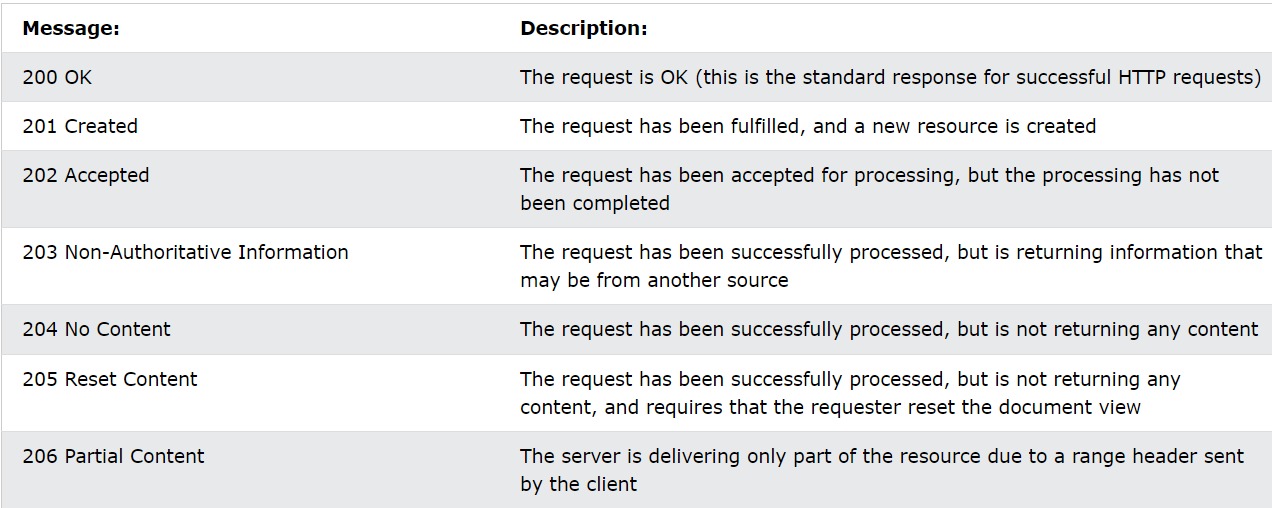 Message: Description:
200 OK The request is OK (this is the standard response for successful HTTP requests)
201 Created The request has been fulfilled, and a new resource is created
202 Accepted The request has been accepted for processing, but the processing has not
been completed
203 Non-Authoritative Information The request has been successfully processed, but is returning information that
may be from another source
204 No Content The request has been successfully processed, but is not returning any content
205 Reset Content The request has been successfully processed, but is not returning any
content, and requires that the requester reset the document view
206 Partial Content The server is delivering only part of the resource due to a range header sent
by the client